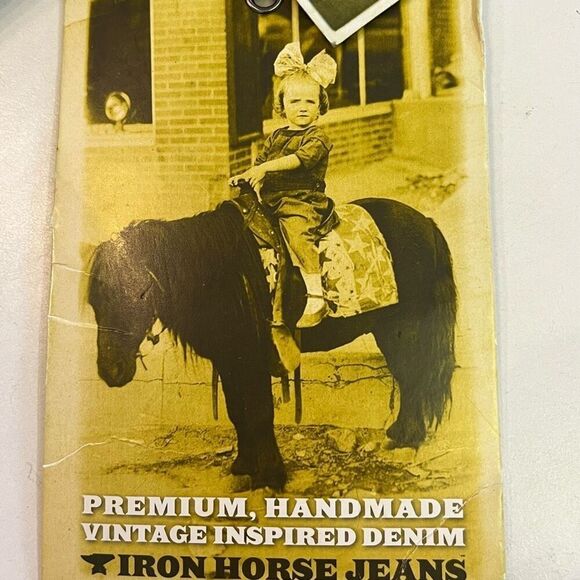 PREMIUM, HANDMADE
VINTAGE INSPIRED DENIM
IRON HORSE JEANS